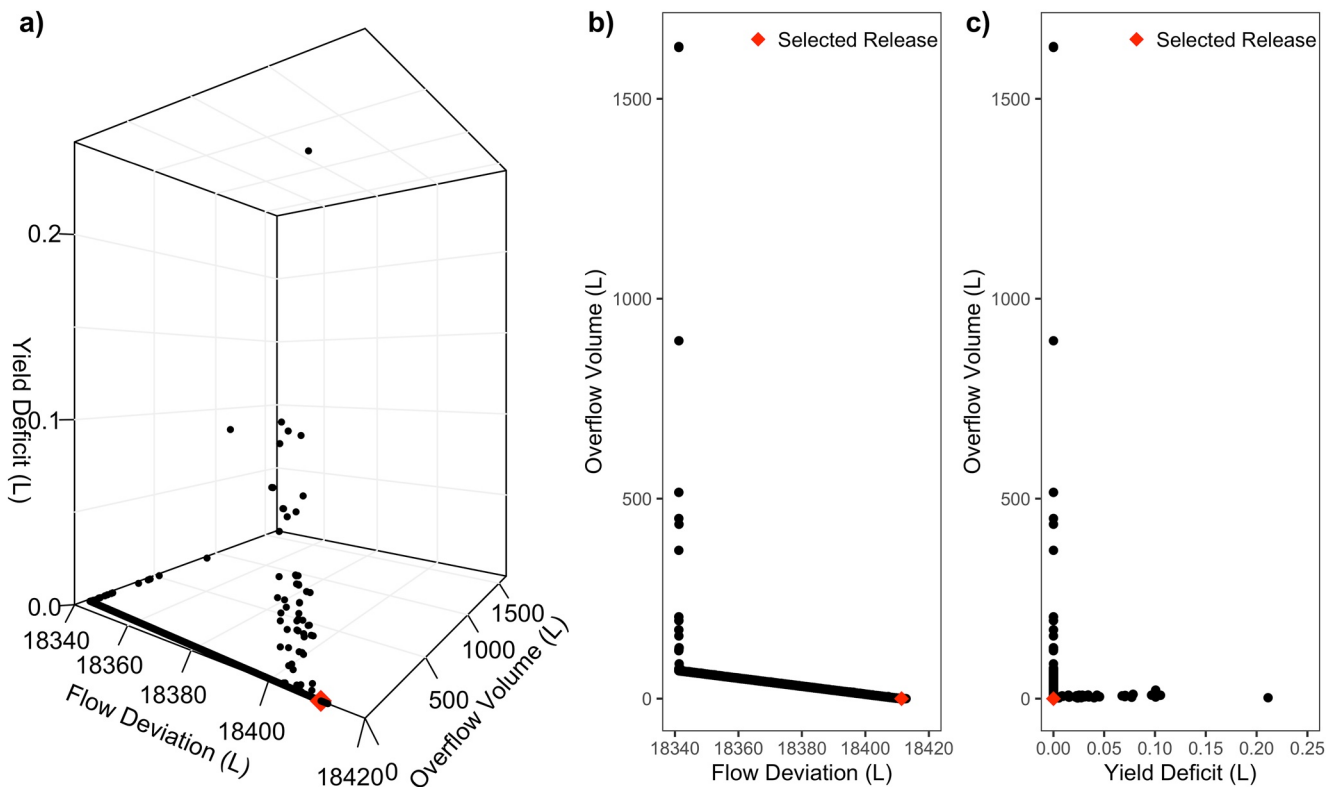 a)
0.2
0.1
0.0
Yield Deficit (L)
18340
18360
18380
18400
18420
Flow Deviation (L)
0
500
1000
1500
Overflow Volume (L)
b)
Selected Release
1500
1000
500
0
Overflow Volume (L)
18340 18360 18380 18400 18420
Flow Deviation (L)
c)
Selected Release
1500
1000
500
0
Overflow Volume (L)
0.00 0.05 0.10 0.15 0.20 0.25
Yield Deficit (L)